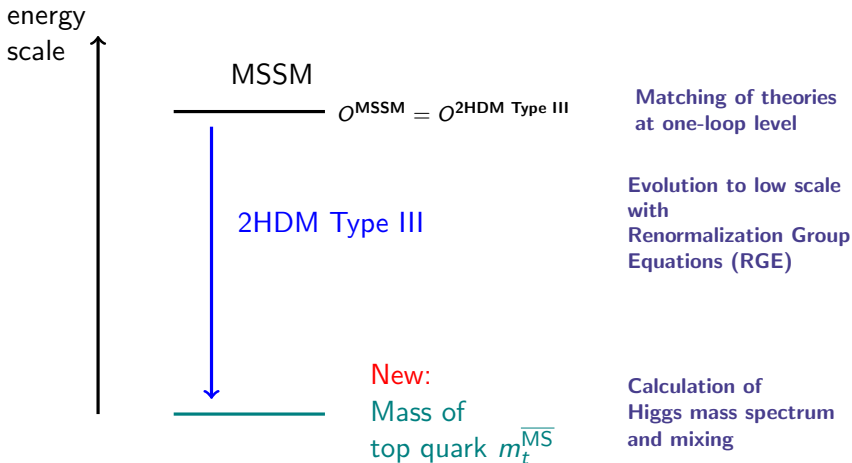 energy
scale
MSSM
O^MSSM = O^2HDM Type III
Matching of theories
at one-loop level
2HDM Type III
Evolution to low scale
with
Renormalization Group
Equations (RGE)
New:
Mass of
top quark m_t^{\overline{MS}}
Calculation of
Higgs mass spectrum
and mixing